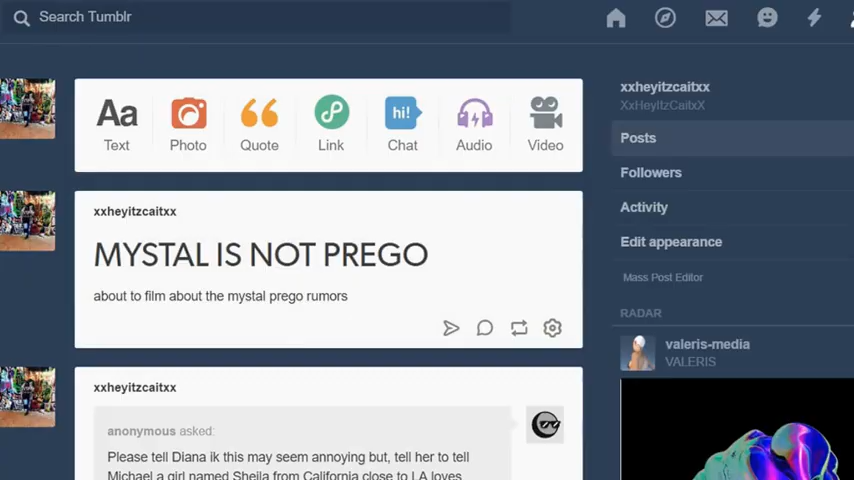 Search Tumblr
Aa
hi!
Text Photo Quote Link Chat Audio Video
xxheyitzcaitxx
MYSTAL IS NOT PREGO
about to film about the mystal prego rumors
xxheyitzcaitxx
anonymous asked:
Please tell Diana ik this may seem annoying but, tell her to tell
Michael a girl named Sheila from California close to LA loves
xxheyitzcaitxx
XxHeyItzCaitxX
Posts
Followers
Activity
Edit appearance
Mass Post Editor
RADAR
valeris-media
VALERIS